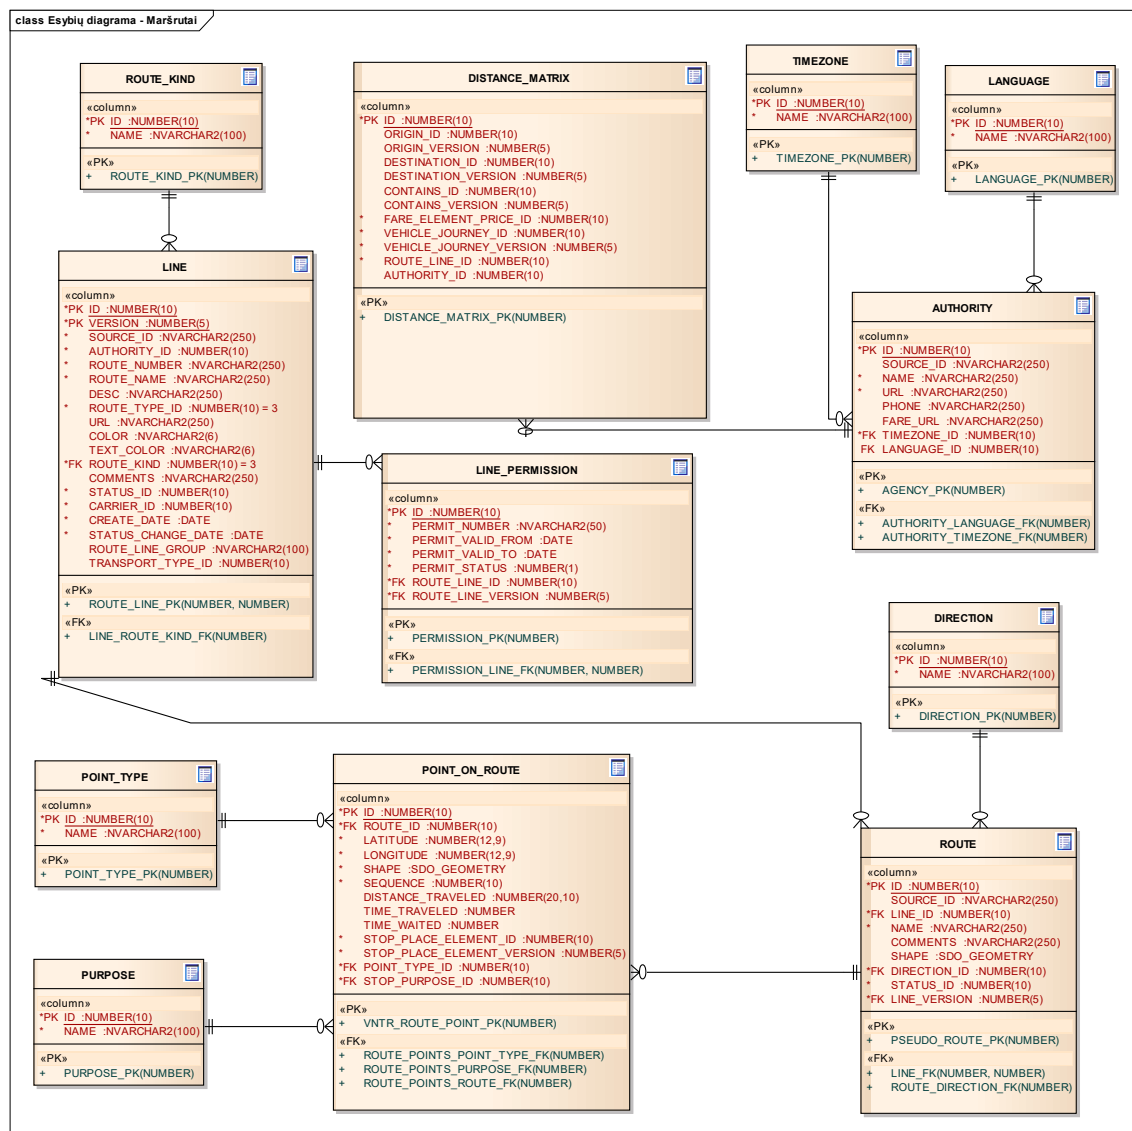 class Esybių diagrama - Maršrutai
ROUTE_KIND
«column»
*PK ID :NUMBER(10)
* NAME :NVARCHAR2(100)
«PK»
+ ROUTE_KIND_PK(NUMBER)
DISTANCE_MATRIX
«column»
*PK ID :NUMBER(10)
ORIGIN_ID :NUMBER(10)
ORIGIN_VERSION :NUMBER(5)
DESTINATION_ID :NUMBER(10)
DESTINATION_VERSION :NUMBER(5)
CONTAINS_ID :NUMBER(10)
CONTAINS_VERSION :NUMBER(5)
* FARE_ELEMENT_PRICE_ID :NUMBER(10)
* VEHICLE_JOURNEY_ID :NUMBER(10)
* VEHICLE_JOURNEY_VERSION :NUMBER(5)
* ROUTE_LINE_ID :NUMBER(10)
AUTHORITY_ID :NUMBER(10)
«PK»
+ DISTANCE_MATRIX_PK(NUMBER)
TIMEZONE
«column»
*PK ID :NUMBER(10)
* NAME :NVARCHAR2(100)
«PK»
+ TIMEZONE_PK(NUMBER)
LANGUAGE
«column»
*PK ID :NUMBER(10)
* NAME :NVARCHAR2(100)
«PK»
+ LANGUAGE_PK(NUMBER)
LINE
«column»
*PK ID :NUMBER(10)
*PK VERSION :NUMBER(5)
* SOURCE_ID :NVARCHAR2(250)
* AUTHORITY_ID :NUMBER(10)
* ROUTE_NUMBER :NVARCHAR2(250)
* ROUTE_NAME :NVARCHAR2(250)
DESC :NVARCHAR2(250)
* ROUTE_TYPE_ID :NUMBER(10) = 3
URL :NVARCHAR2(250)
COLOR :NVARCHAR2(6)
TEXT_COLOR :NVARCHAR2(6)
*FK ROUTE_KIND :NUMBER(10) = 3
COMMENTS :NVARCHAR2(250)
* STATUS_ID :NUMBER(10)
* CARRIER_ID :NUMBER(10)
* CREATE_DATE :DATE
* STATUS_CHANGE_DATE :DATE
ROUTE_LINE_GROUP :NVARCHAR2(100)
TRANSPORT_TYPE_ID :NUMBER(10)
«PK»
+ ROUTE_LINE_PK(NUMBER, NUMBER)
«FK»
+ LINE_ROUTE_KIND_FK(NUMBER)
AUTHORITY
«column»
*PK ID :NUMBER(10)
SOURCE_ID :NVARCHAR2(250)
* NAME :NVARCHAR2(250)
* URL :NVARCHAR2(250)
PHONE :NVARCHAR2(250)
FARE_URL :NVARCHAR2(250)
*FK TIMEZONE_ID :NUMBER(10)
FK LANGUAGE_ID :NUMBER(10)
«PK»
+ AGENCY_PK(NUMBER)
«FK»
+ AUTHORITY_LANGUAGE_FK(NUMBER)
+ AUTHORITY_TIMEZONE_FK(NUMBER)
LINE_PERMISSION
«column»
*PK ID :NUMBER(10)
* PERMIT_NUMBER :NVARCHAR2(50)
* PERMIT_VALID_FROM :DATE
* PERMIT_VALID_TO :DATE
* PERMIT_STATUS :NUMBER(1)
*FK ROUTE_LINE_ID :NUMBER(10)
*FK ROUTE_LINE_VERSION :NUMBER(5)
«PK»
+ PERMISSION_PK(NUMBER)
«FK»
+ PERMISSION_LINE_FK(NUMBER, NUMBER)
DIRECTION
«column»
*PK ID :NUMBER(10)
* NAME :NVARCHAR2(100)
«PK»
+ DIRECTION_PK(NUMBER)
POINT_TYPE
«column»
*PK ID :NUMBER(10)
* NAME :NVARCHAR2(100)
«PK»
+ POINT_TYPE_PK(NUMBER)
POINT_ON_ROUTE
«column»
*PK ID :NUMBER(10)
*FK ROUTE_ID :NUMBER(10)
* LATITUDE :NUMBER(12,9)
* LONGITUDE :NUMBER(12,9)
* SHAPE :SDO_GEOMETRY
* SEQUENCE :NUMBER(10)
DISTANCE_TRAVELED :NUMBER(20,10)
TIME_TRAVELED :NUMBER
TIME_WAITED :NUMBER
* STOP_PLACE_ELEMENT_ID :NUMBER(10)
* STOP_PLACE_ELEMENT_VERSION :NUMBER(5)
*FK POINT_TYPE_ID :NUMBER(10)
*FK STOP_PURPOSE_ID :NUMBER(10)
«PK»
+ VNTR_ROUTE_POINT_PK(NUMBER)
«FK»
+ ROUTE_POINTS_POINT_TYPE_FK(NUMBER)
+ ROUTE_POINTS_PURPOSE_FK(NUMBER)
+ ROUTE_POINTS_ROUTE_FK(NUMBER)
ROUTE
«column»
*PK ID :NUMBER(10)
SOURCE_ID :NVARCHAR2(250)
*FK LINE_ID :NUMBER(10)
* NAME :NVARCHAR2(250)
COMMENTS :NVARCHAR2(250)
SHAPE :SDO_GEOMETRY
*FK DIRECTION_ID :NUMBER(10)
* STATUS_ID :NUMBER(10)
*FK LINE_VERSION :NUMBER(5)
«PK»
+ PSEUDO_ROUTE_PK(NUMBER)
«FK»
+ LINE_FK(NUMBER, NUMBER)
+ ROUTE_DIRECTION_FK(NUMBER)
PURPOSE
«column»
*PK ID :NUMBER(10)
* NAME :NVARCHAR2(100)
«PK»
+ PURPOSE_PK(NUMBER)